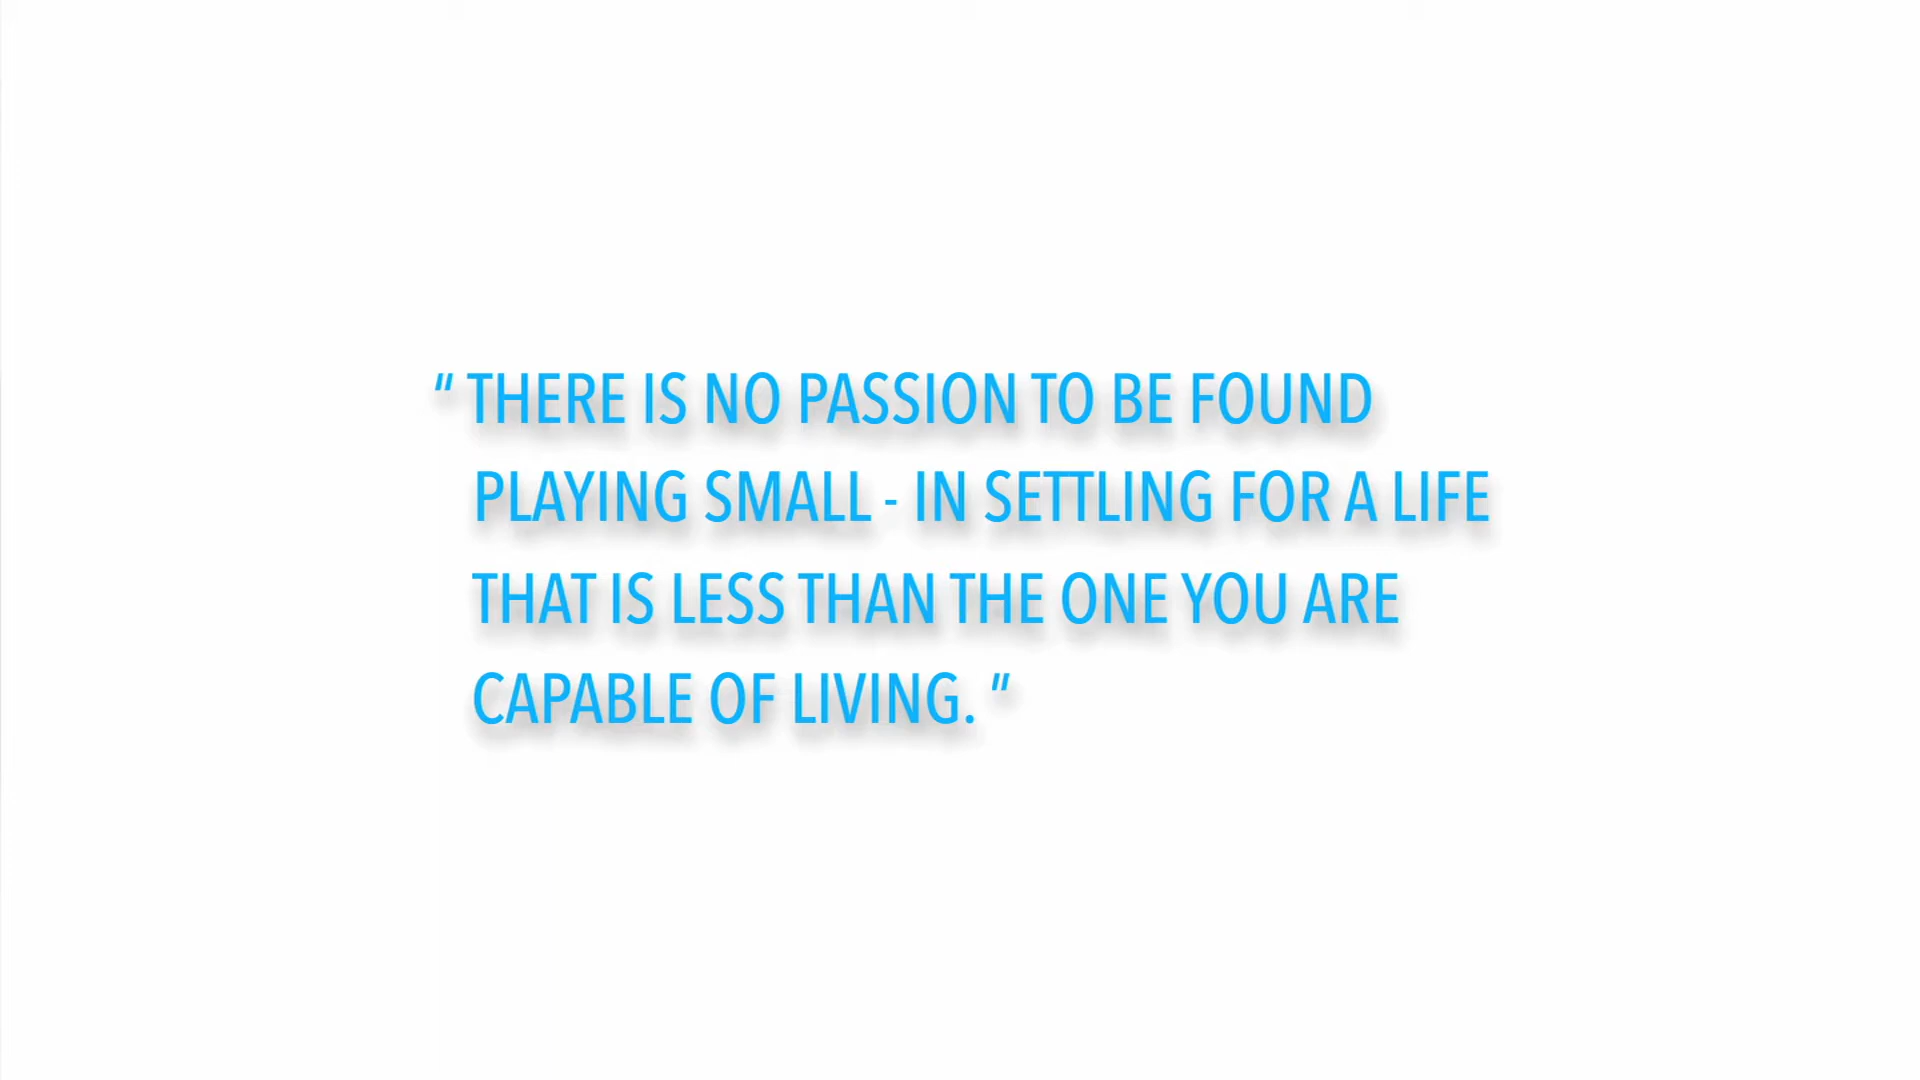 " THERE IS NO PASSION TO BE FOUND
PLAYING SMALL - IN SETTLING FOR A LIFE
THAT IS LESS THAN THE ONE YOU ARE
CAPABLE OF LIVING. "